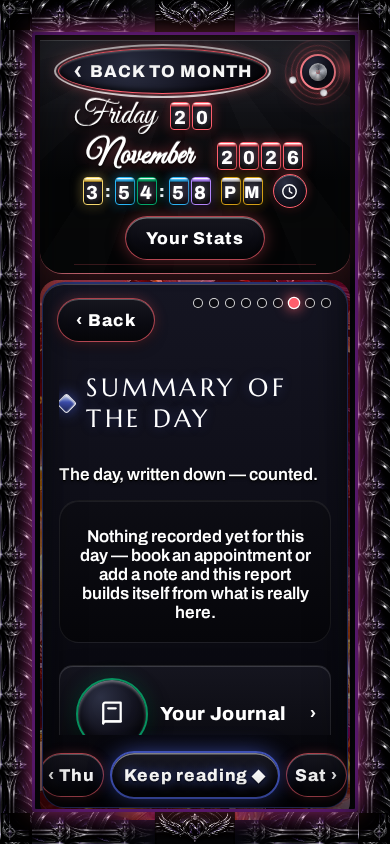 ‹ BACK TO MONTH
Friday 20
November 2026
3:54:58 PM
Your Stats
‹ Back
SUMMARY OF
THE DAY
The day, written down — counted.
Nothing recorded yet for this
day — book an appointment or
add a note and this report
builds itself from what is really
here.
Your Journal ›
‹ Thu
Keep reading ◆
Sat ›